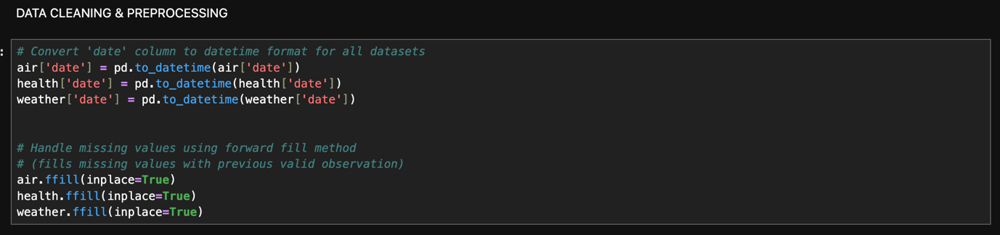 DATA CLEANING & PREPROCESSING
:
# Convert 'date' column to datetime format for all datasets
air['date'] = pd.to_datetime(air['date'])
health['date'] = pd.to_datetime(health['date'])
weather['date'] = pd.to_datetime(weather['date'])
# Handle missing values using forward fill method
# (fills missing values with previous valid observation)
air.ffill(inplace=True)
health.ffill(inplace=True)
weather.ffill(inplace=True)